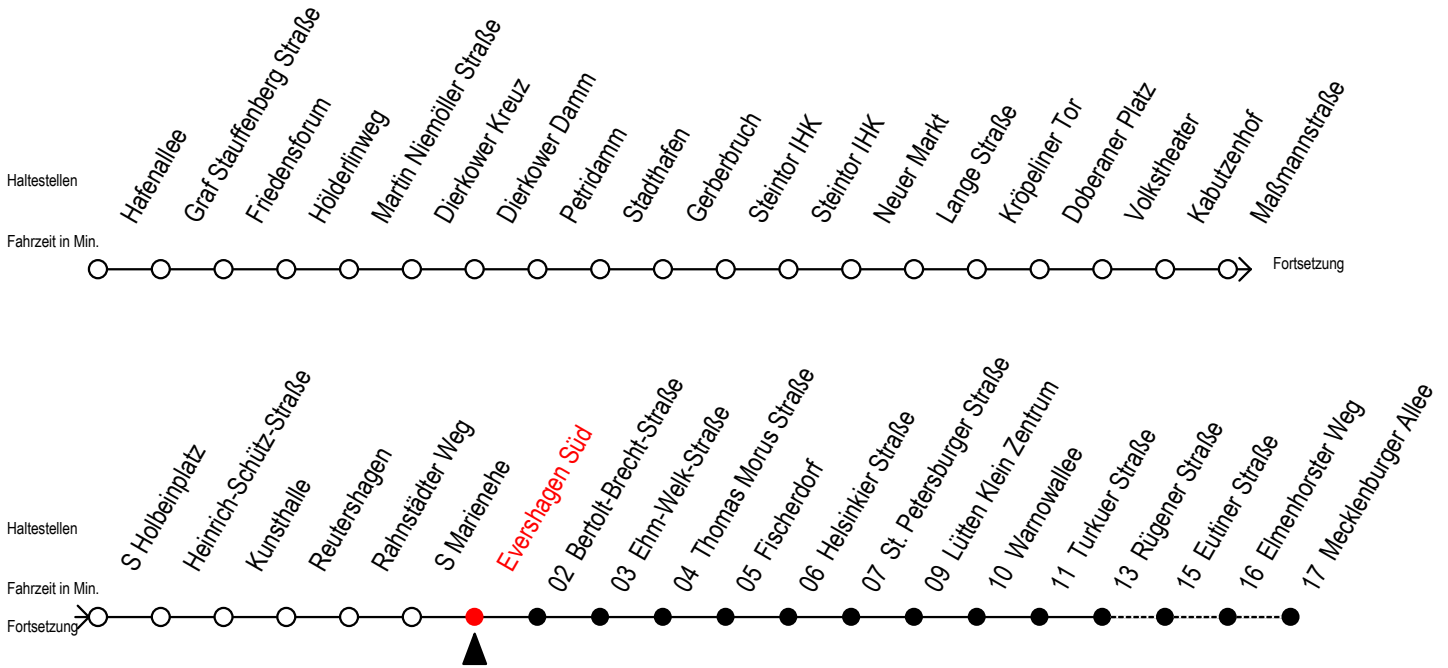 Haltestellen
Hafenallee
Graf Stauffenberg Straße
Friedensforum
Hölderlinweg
Martin Niemöller Straße
Dierkower Kreuz
Dierkower Damm
Petridamm
Stadthafen
Gerberbruch
Steintor IHK
Steintor IHK
Neuer Markt
Lange Straße
Kröpeliner Tor
Doberaner Platz
Volkstheater
Kabutzenhof
Maßmannstraße
Fahrzeit in Min.
Fortsetzung
Haltestellen
S Holbeinplatz
Heinrich-Schütz-Straße
Kunsthalle
Reutershagen
Rahnstädter Weg
S Marienehe
Evershagen Süd
02 Bertolt-Brecht-Straße
03 Ehm-Welk-Straße
04 Thomas Morus Straße
05 Fischerdorf
06 Helsinkier Straße
07 St. Petersburger Straße
09 Lütten Klein Zentrum
10 Warnowallee
11 Turkuer Straße
13 Rügener Straße
15 Eutiner Straße
16 Elmenhorster Weg
17 Mecklenburger Allee
Fahrzeit in Min.
Fortsetzung